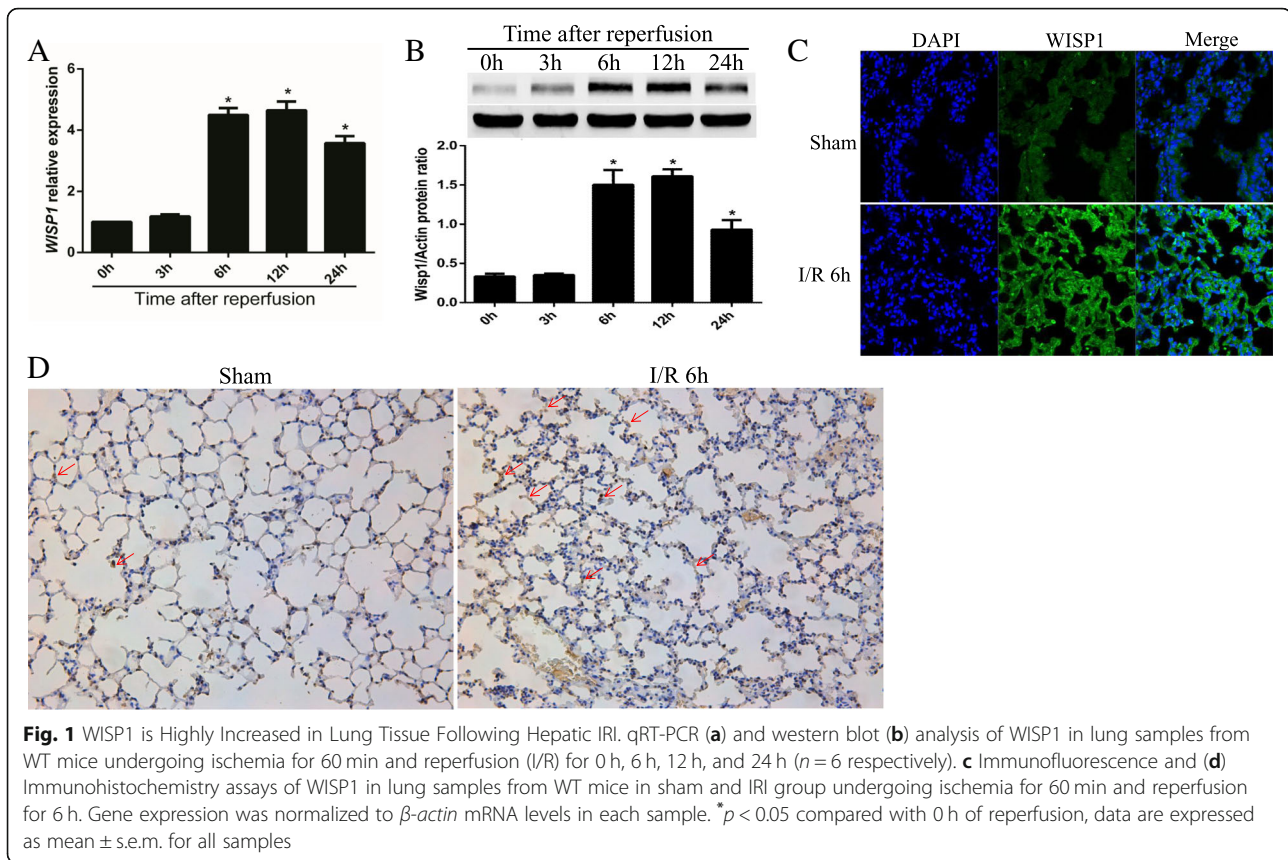 A
WISP1 relative expression
6
4
2
0
* * *
0h 3h 6h 12h 24h
Time after reperfusion
B
Time after reperfusion
0h 3h 6h 12h 24h
Wisp1/Actin protein ratio
2.0
1.5
1.0
0.5
0.0
* * *
0h 3h 6h 12h 24h
C
DAPI WISP1 Merge
Sham
I/R 6h
D
Sham I/R 6h
Fig. 1 WISP1 is Highly Increased in Lung Tissue Following Hepatic IRI. qRT-PCR (a) and western blot (b) analysis of WISP1 in lung samples from
WT mice undergoing ischemia for 60 min and reperfusion (I/R) for 0 h, 6 h, 12 h, and 24 h (n = 6 respectively). c Immunofluorescence and (d)
Immunohistochemistry assays of WISP1 in lung samples from WT mice in sham and IRI group undergoing ischemia for 60 min and reperfusion
for 6 h. Gene expression was normalized to β-actin mRNA levels in each sample. *p < 0.05 compared with 0 h of reperfusion, data are expressed
as mean ± s.e.m. for all samples